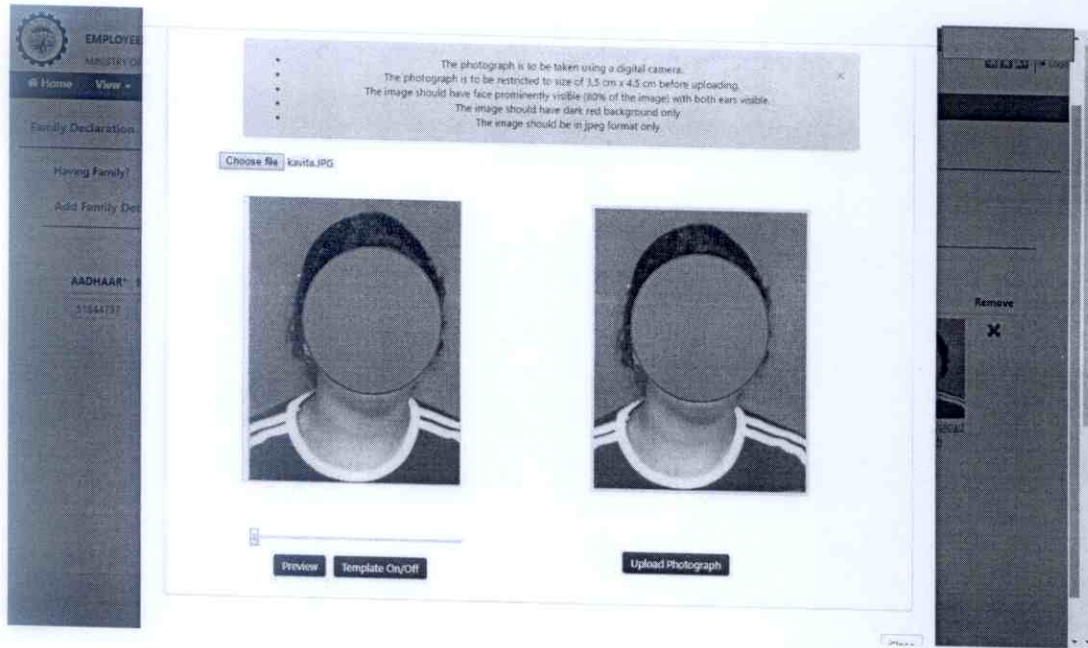 EMPLOYEE
MINISTRY OF
Home View
Family Declaration
Having Family?
Add Family Det
AADHAAR*
The photograph is to be taken using a digital camera.
The photograph is to be restricted to size of 3.5 cm x 4.5 cm before uploading.
The image should have face prominently visible (80% of the image) with both ears visible.
The image should have dark red background only
The image should be in jpeg format only
×
Choose file kavita.JPG
Preview Template On/Off
Upload Photograph
Remove